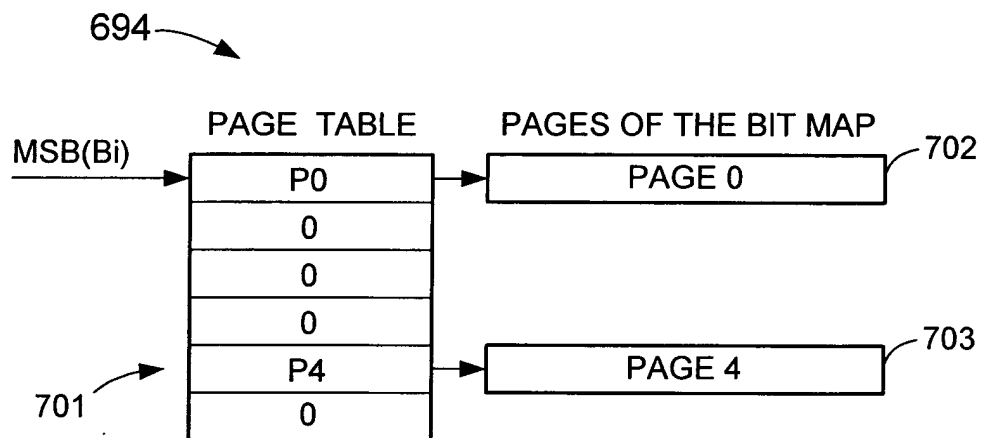 694
PAGE TABLE PAGES OF THE BIT MAP
MSB(Bi)
702
P0 PAGE 0
0
0
0
703
P4 PAGE 4
701
0